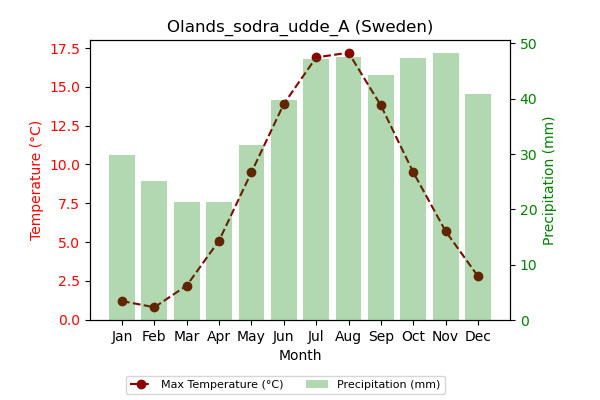 Olands_sodra_udde_A (Sweden)
17.5
15.0
12.5
10.0
7.5
5.0
2.5
0.0
Temperature (°C)
50
40
30
20
10
0
Precipitation (mm)
Jan Feb Mar Apr May Jun Jul Aug Sep Oct Nov Dec
Month
Max Temperature (°C) Precipitation (mm)